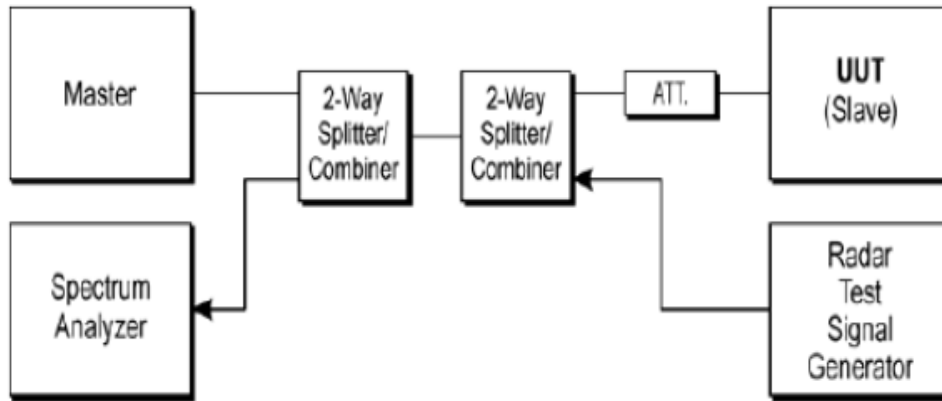 Master
2-Way
Splitter/
Combiner
2-Way
Splitter/
Combiner
ATT.
UUT
(Slave)
Spectrum
Analyzer
Radar
Test
Signal
Generator